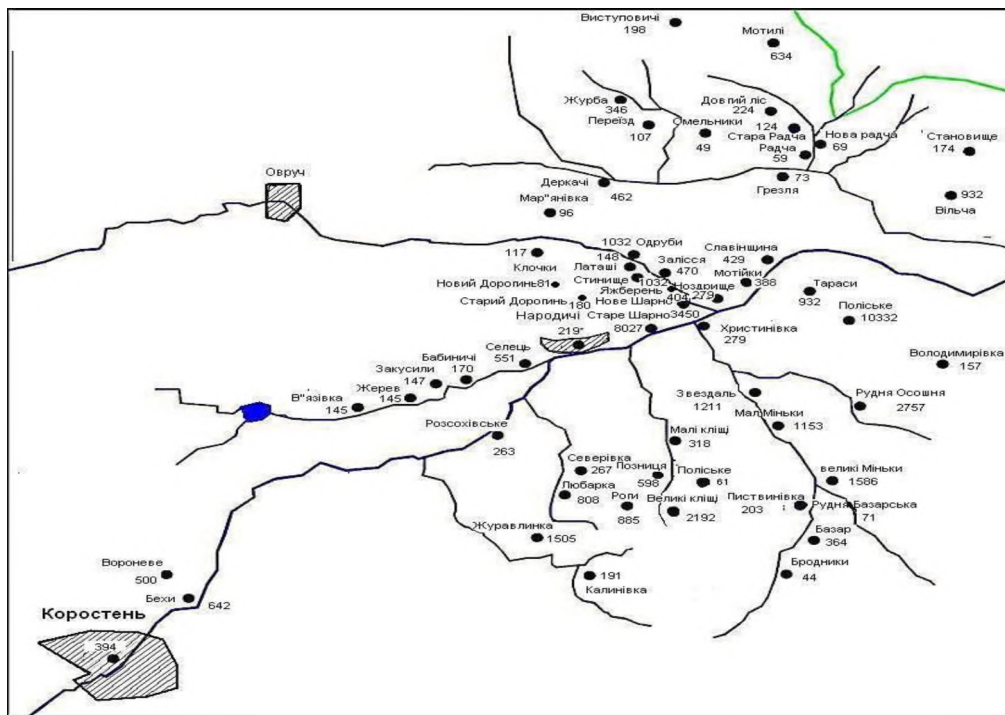 Виступовичі
198
Мотилі
634
Журба
346
Довгий ліс
224
Переїзд
107
Омельники
49
124
Стара Радча
Нова радча
69
Радча
59
Становище
174
Овруч
Деркачі
462
73
Грезля
Мар"янівка
96
932
Вільча
117
Клочки
1032 Одруби
148
Латаші
Залісся
470
Славінщина
429
Стинище
1032
Мотійки
388
Новий Дорогинь 81
Яжберень
404
Ноздрище
279
Тараси
932
Старий Дорогинь
180
Нове Шарно
3450
Поліське
10332
Народичі
219"
Старе Шарно
8027
Христинівка
279
Селець
551
Бабиничі
170
Закусили
147
Жерев
145
В"язівка
145
Володимирівка
157
Звездаль
1211
Рудня Осошня
2757
Мал.Міньки
1153
Розсохівське
263
Малі кліщі
318
Северівка
267
Позниця
598
Поліське
61
великі Міньки
1586
Любарка
808
Роги
885
Великі кліщі
2192
Пиствинівка
203
Рудня Базарська
71
Журавлинка
1505
Базар
364
Вороневе
500
191
Калинівка
Бродники
44
Бехи
642
Коростень
394